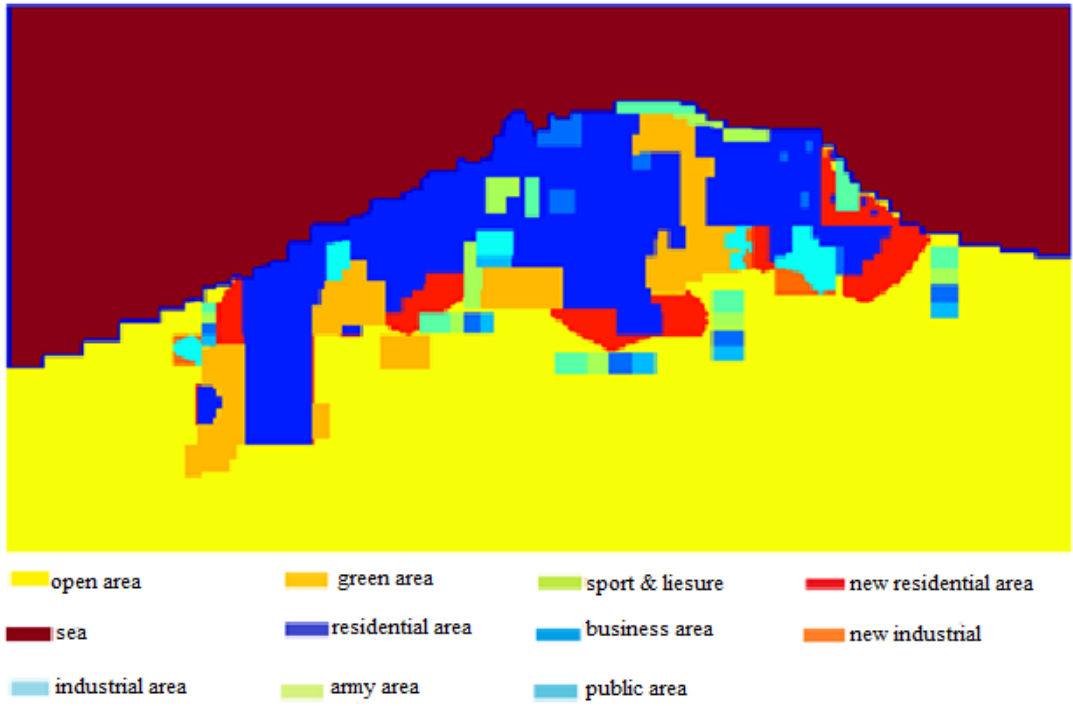 open area
green area
sport & liesure
new residential area
sea
residential area
business area
new industrial
industrial area
army area
public area